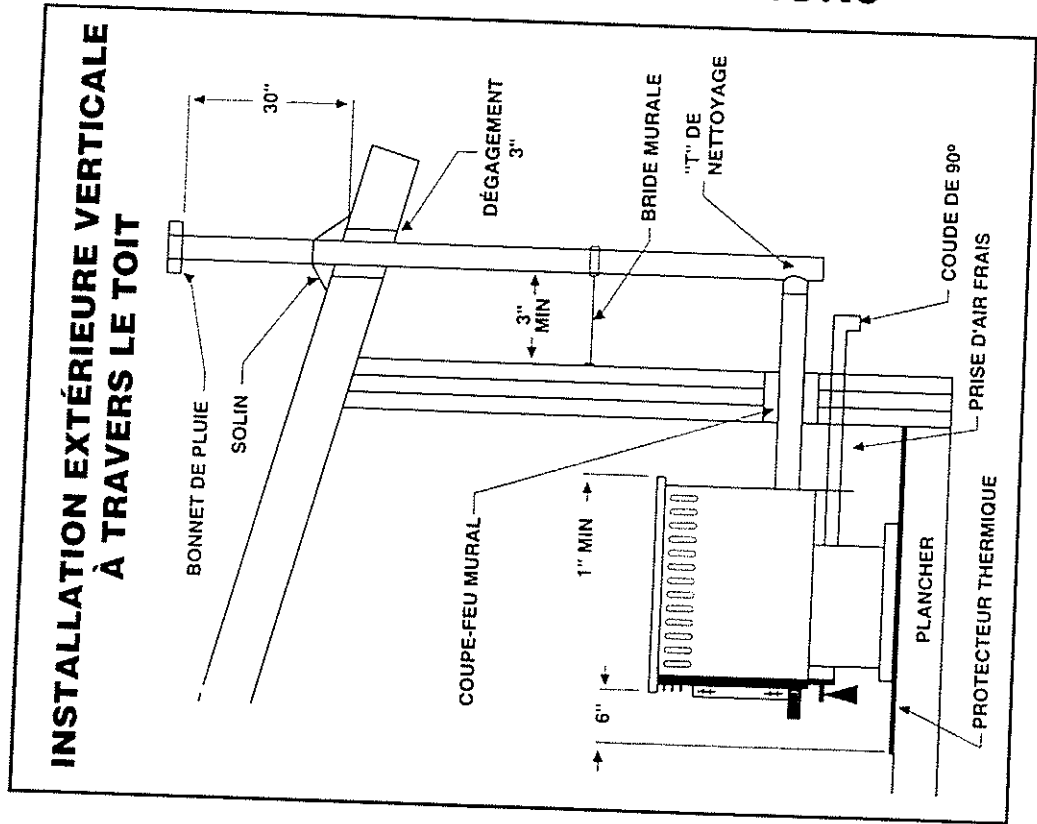 INSTALLATION EXTÉRIEURE VERTICALE
À TRAVERS LE TOIT
BONNET DE PLUIE
30"
SOLIN
DÉGAGEMENT
3"
3"
MIN
BRIDE MURALE
COUPE-FEU MURAL
"T" DE
NETTOYAGE
1" MIN
6"
COUDE DE 90º
PRISE D'AIR FRAIS
PLANCHER
PROTECTEUR THERMIQUE